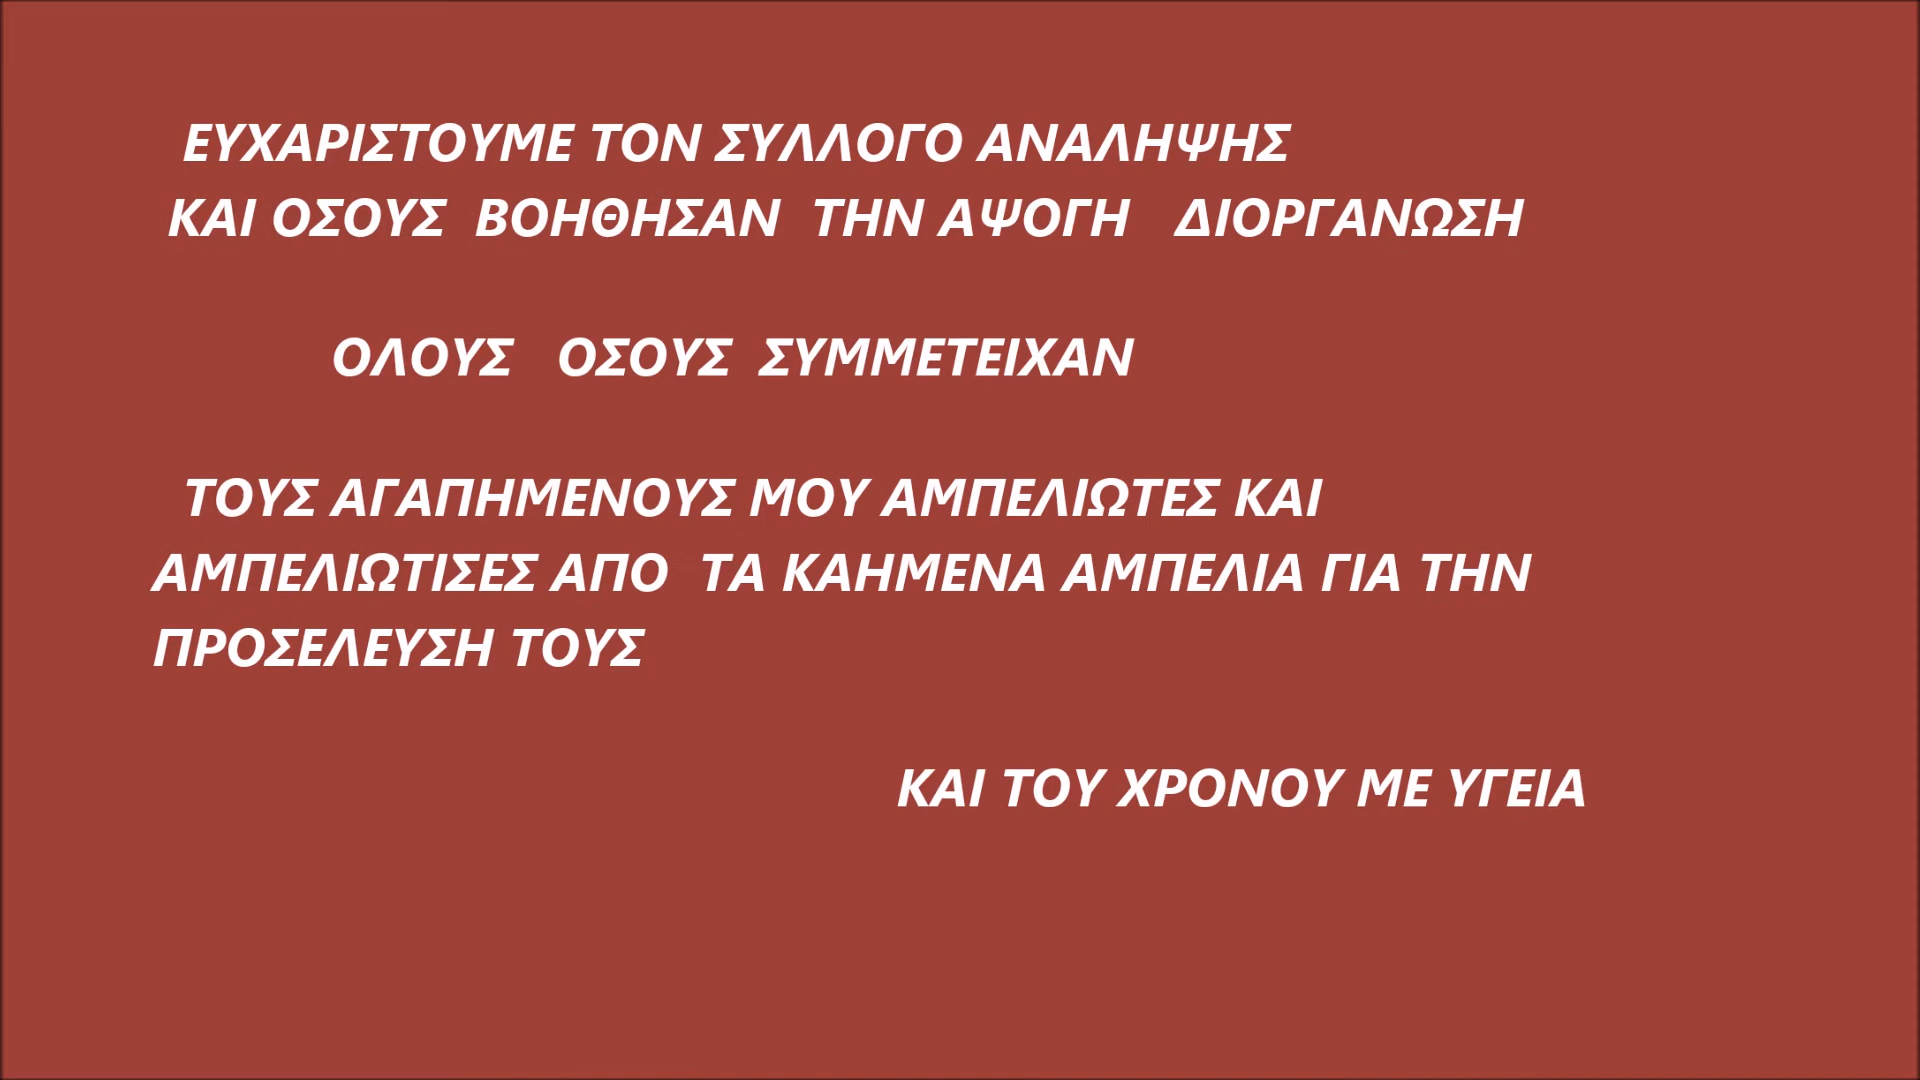 ΕΥΧΑΡΙΣΤΟΥΜΕ ΤΟΝ ΣΥΛΛΟΓΟ ΑΝΑΛΗΨΗΣ
ΚΑΙ ΟΣΟΥΣ ΒΟΗΘΗΣΑΝ ΤΗΝ ΑΨΟΓΗ ΔΙΟΡΓΑΝΩΣΗ
ΟΛΟΥΣ ΟΣΟΥΣ ΣΥΜΜΕΤΕΙΧΑΝ
ΤΟΥΣ ΑΓΑΠΗΜΕΝΟΥΣ ΜΟΥ ΑΜΠΕΛΙΩΤΕΣ ΚΑΙ
ΑΜΠΕΛΙΩΤΙΣΕΣ ΑΠΟ ΤΑ ΚΑΗΜΕΝΑ ΑΜΠΕΛΙΑ ΓΙΑ ΤΗΝ
ΠΡΟΣΕΛΕΥΣΗ ΤΟΥΣ
ΚΑΙ ΤΟΥ ΧΡΟΝΟΥ ΜΕ ΥΓΕΙΑ